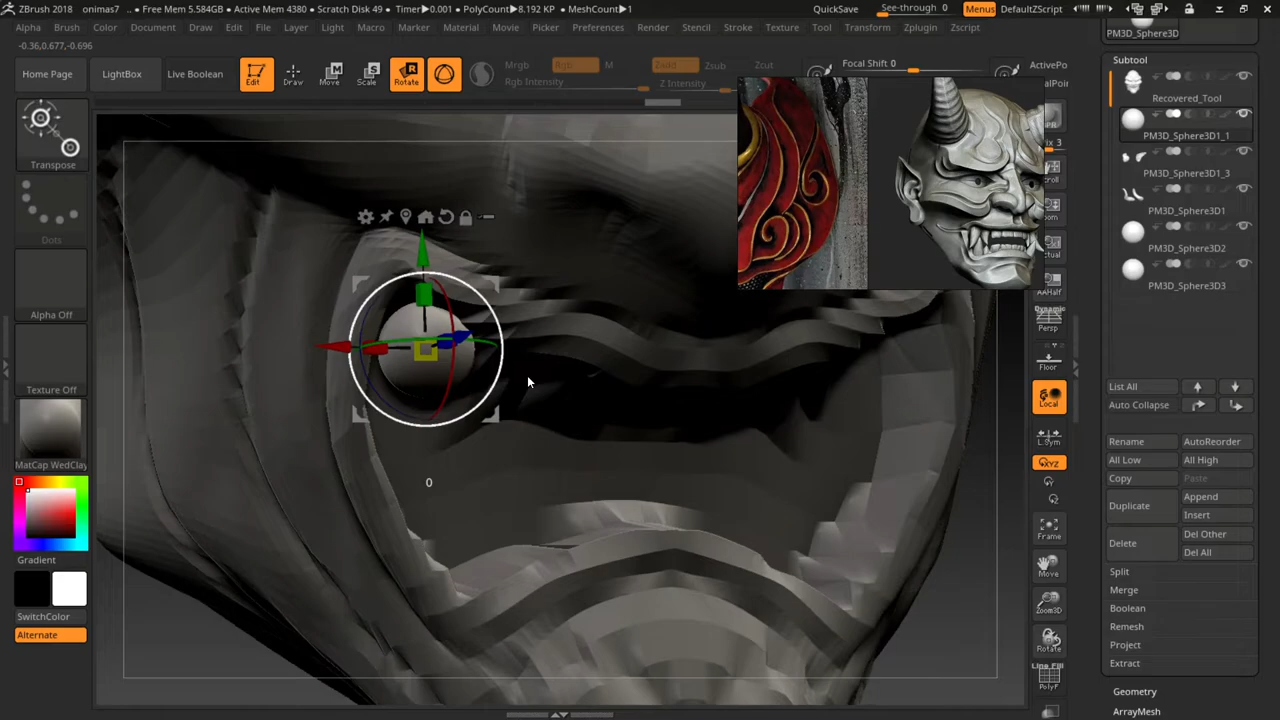 ZBrush 2018 onimas7 ● Free Mem 5.584GB ● Active Mem 4380 ● Scratch Disk 49 ● Timer▶0.001 ● PolyCount▶8.192 KP ● MeshCount▶1 QuickSave See-through 0 Menus DefaultZScript
Alpha Brush Color Document Draw Edit File Layer Light Macro Marker Material Movie Picker Preferences Render Stencil Stroke Texture Tool Transform Zplugin Zscript
-0.36,0.677,-0.696
Home Page LightBox Live Boolean Edit Draw Move Scale Rotate
Mrgb Rgb M Zadd Zsub Zcut
Rgb Intensity Z Intensity
Focal Shift 0
ActivePo
Transpose
Dots
Alpha Off
Texture Off
MatCap WedClay
Gradient
SwitchColor
Alternate
0
Dynamic
Persp
Floor
Local
L.Sym
XYZ
Frame
Move
Zoom3D
Rotate
Line Fill
PolyF
AAHalf
PM3D_Sphere3D
Subtool
Recovered_Tool
PM3D_Sphere3D1_1
PM3D_Sphere3D1_3
PM3D_Sphere3D1
PM3D_Sphere3D2
PM3D_Sphere3D3
List All
Auto Collapse
Rename AutoReorder
All Low All High
Copy Paste
Duplicate Append
Insert
Delete Del Other
Del All
Split
Merge
Boolean
Remesh
Project
Extract
Geometry
ArrayMesh